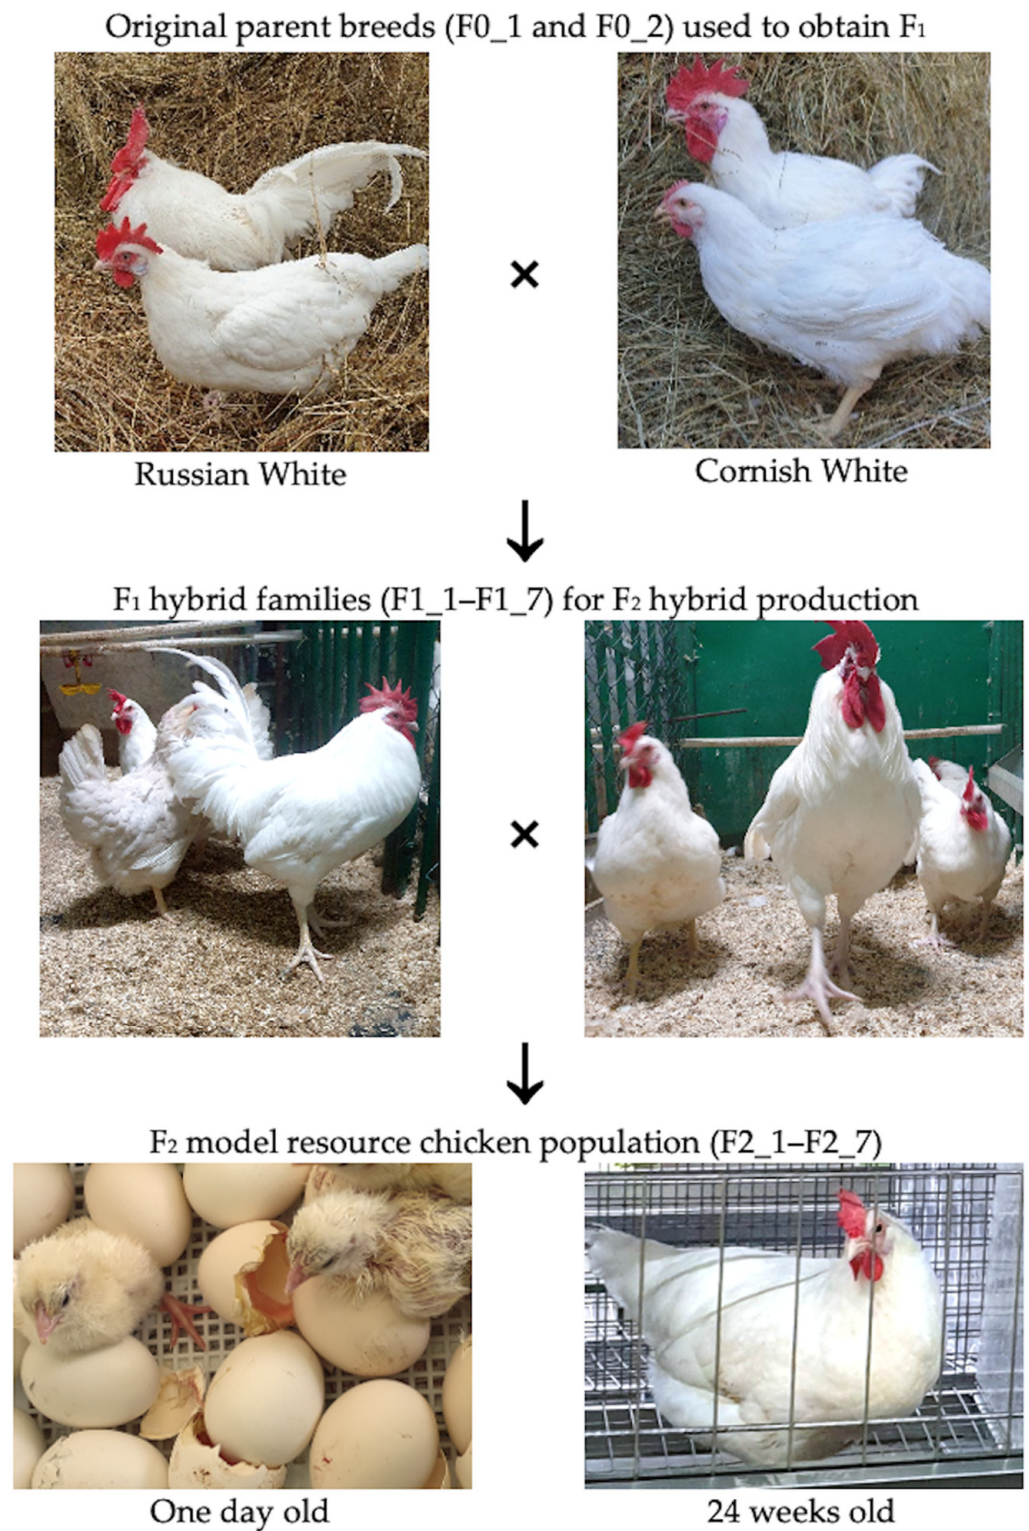 Original parent breeds (F0_1 and F0_2) used to obtain F₁
×
Russian White
Cornish White
F₁ hybrid families (F1_1–F1_7) for F₂ hybrid production
×
F₂ model resource chicken population (F2_1–F2_7)
One day old
24 weeks old